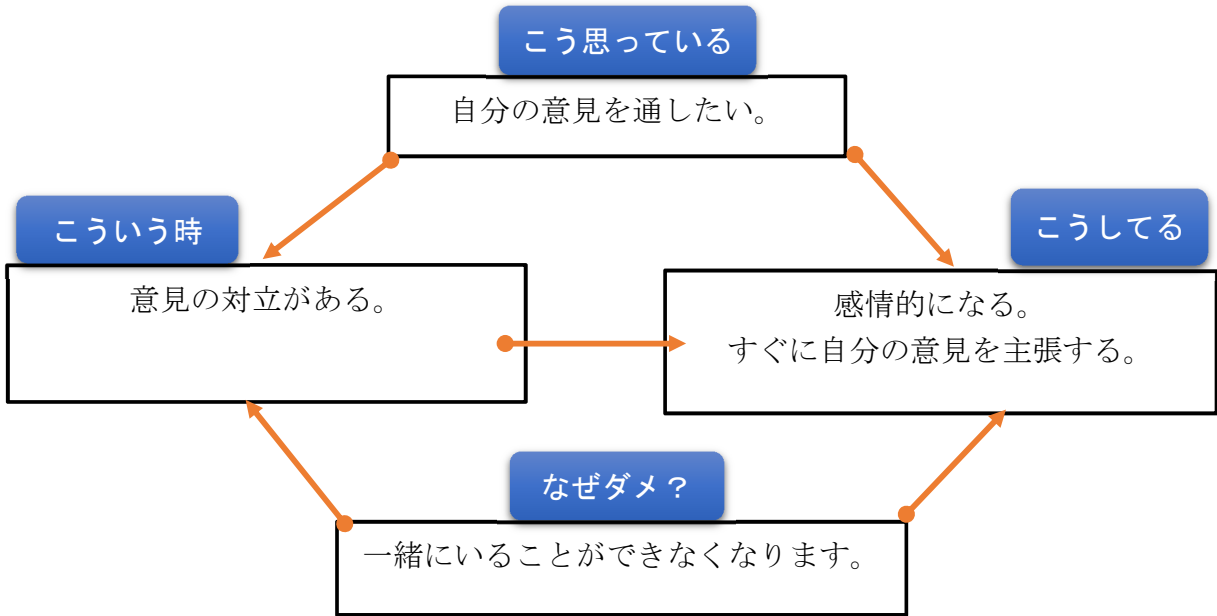 こう思っている
自分の意見を通したい。
こういう時
意見の対立がある。
こうしてる
感情的になる。
すぐに自分の意見を主張する。
なぜダメ？
一緒にいることができなくなります。